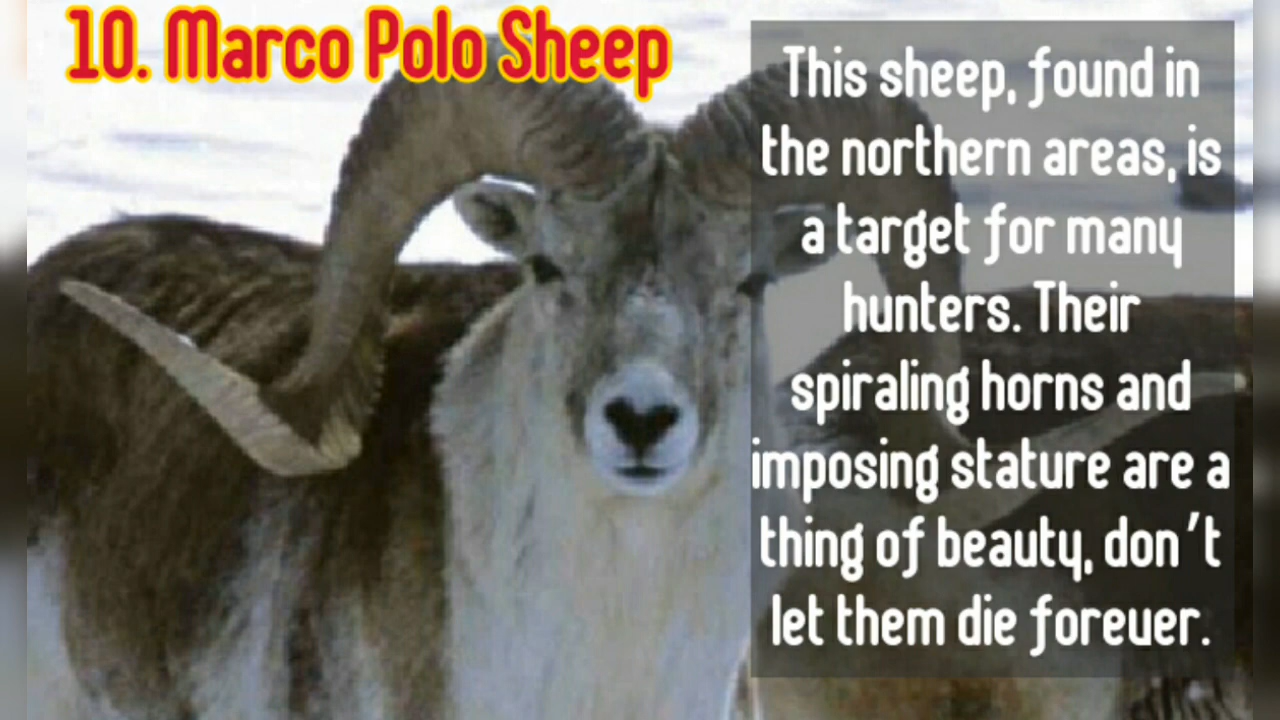 10. Marco Polo Sheep
This sheep, found in
the northern areas, is
a target for many
hunters. Their
spiraling horns and
imposing stature are a
thing of beauty, don't
let them die forever.